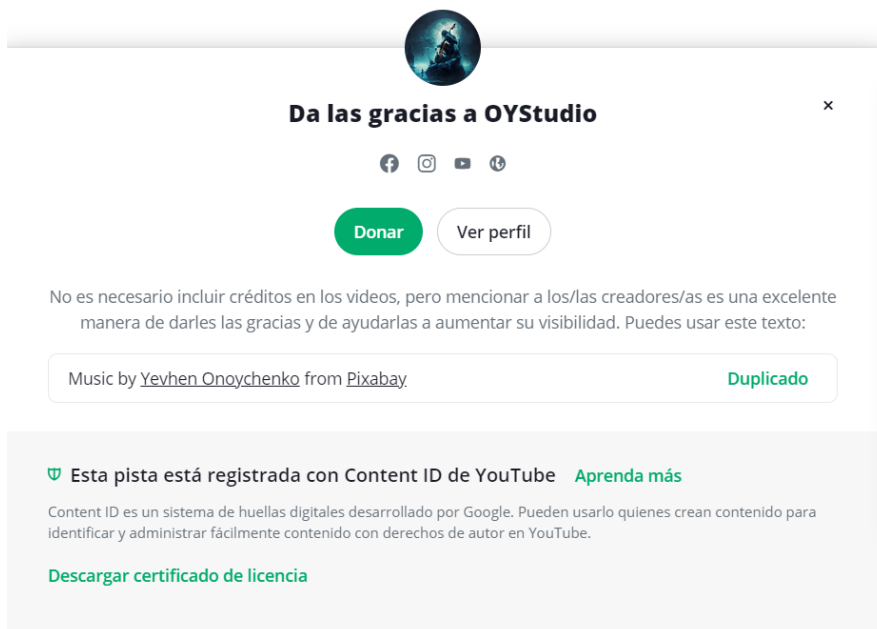 Da las gracias a OYStudio
×
Donar
Ver perfil
No es necesario incluir créditos en los videos, pero mencionar a los/las creadores/as es una excelente
manera de darles las gracias y de ayudarlas a aumentar su visibilidad. Puedes usar este texto:
Music by Yevhen Onoychenko from Pixabay
Duplicado
Esta pista está registrada con Content ID de YouTube Aprenda más
Content ID es un sistema de huellas digitales desarrollado por Google. Pueden usarlo quienes crean contenido para
identificar y administrar fácilmente contenido con derechos de autor en YouTube.
Descargar certificado de licencia